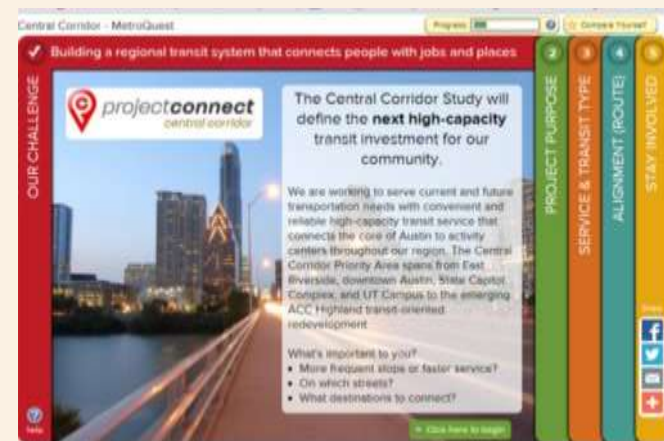 Central Corridor - MetroQuest
Progress
Compare Yourself
Building a regional transit system that connects people with jobs and places
OUR CHALLENGE
projectconnect
central corridor
The Central Corridor Study will
define the next high-capacity
transit investment for our
community.
We are working to serve current and future
transportation needs with convenient and
reliable high-capacity transit service that
connects the core of Austin to activity
centers throughout our region. The Central
Corridor Priority Area spans from East
Riverside, downtown Austin, State Capitol
Complex, and UT Campus to the emerging
ACC Highland transit-oriented
redevelopment
What's important to you?
• More frequent stops or faster service?
• On which streets?
• What destinations to connect?
Click here to begin
help
2
PROJECT PURPOSE
3
SERVICE & TRANSIT TYPE
4
ALIGNMENT (ROUTE)
5
STAY INVOLVED